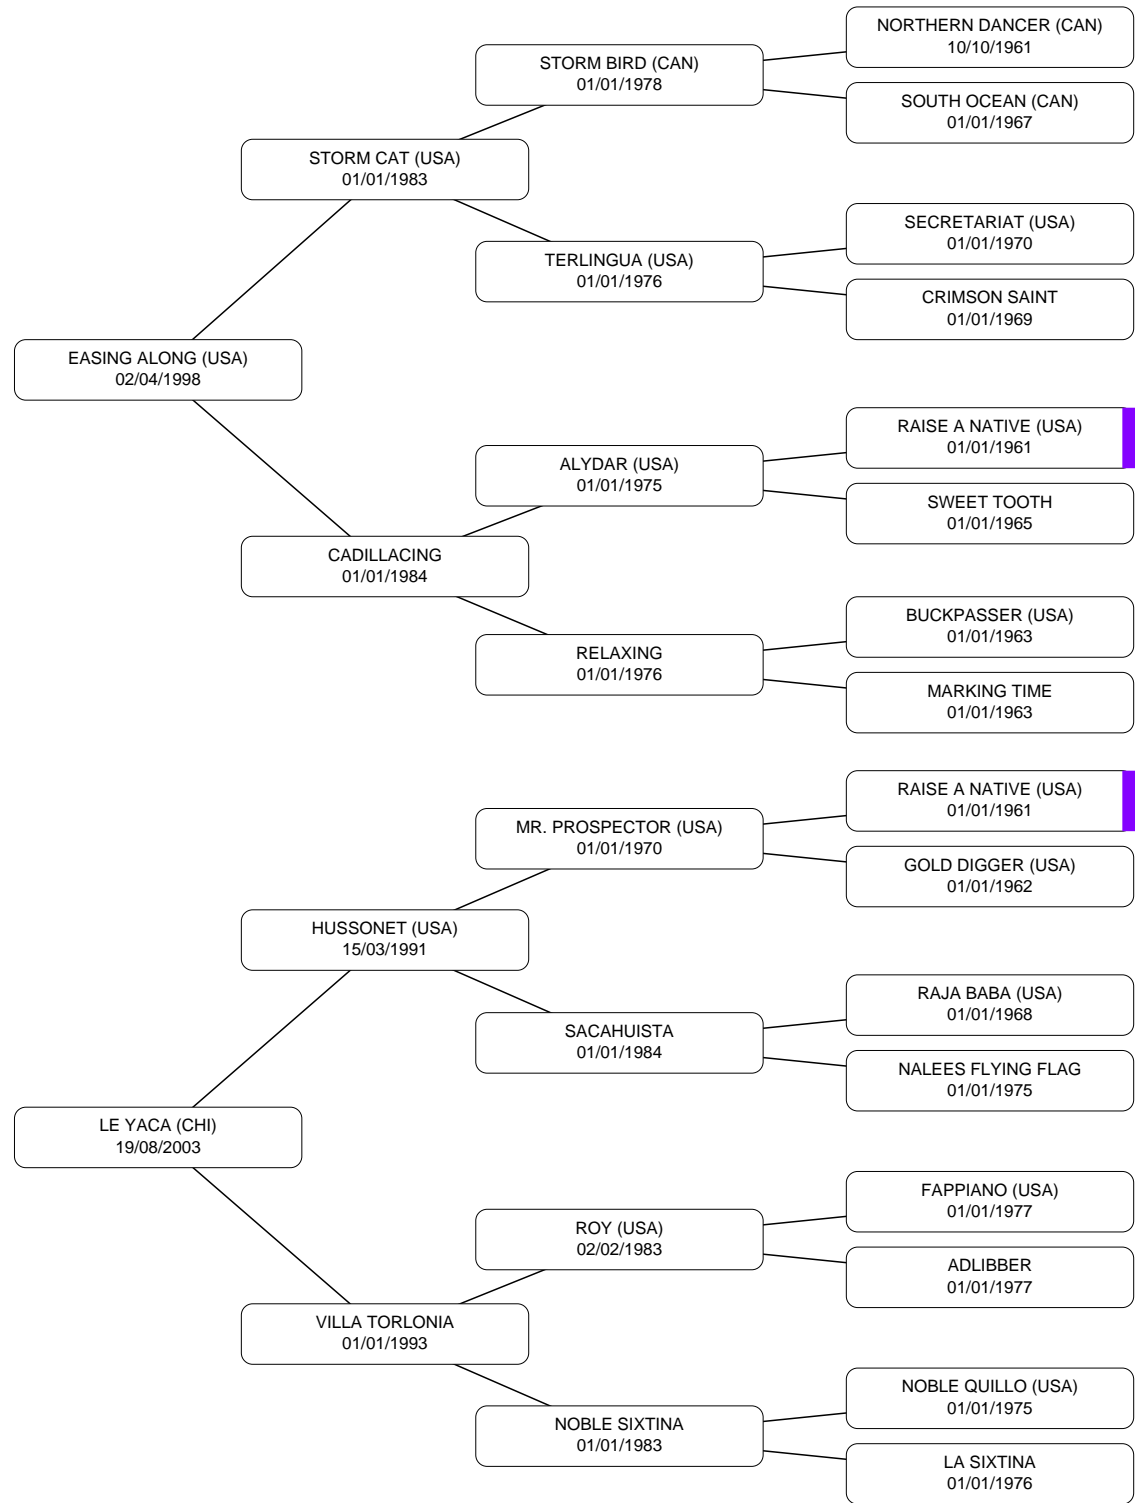 NORTHERN DANCER (CAN)
10/10/1961
STORM BIRD (CAN)
01/01/1978
SOUTH OCEAN (CAN)
01/01/1967
STORM CAT (USA)
01/01/1983
SECRETARIAT (USA)
01/01/1970
TERLINGUA (USA)
01/01/1976
CRIMSON SAINT
01/01/1969
EASING ALONG (USA)
02/04/1998
RAISE A NATIVE (USA)
01/01/1961
ALYDAR (USA)
01/01/1975
SWEET TOOTH
01/01/1965
CADILLACING
01/01/1984
BUCKPASSER (USA)
01/01/1963
RELAXING
01/01/1976
MARKING TIME
01/01/1963
RAISE A NATIVE (USA)
01/01/1961
MR. PROSPECTOR (USA)
01/01/1970
GOLD DIGGER (USA)
01/01/1962
HUSSONET (USA)
15/03/1991
RAJA BABA (USA)
01/01/1968
SACAHUISTA
01/01/1984
NALEES FLYING FLAG
01/01/1975
LE YACA (CHI)
19/08/2003
FAPPIANO (USA)
01/01/1977
ROY (USA)
02/02/1983
ADLIBBER
01/01/1977
VILLA TORLONIA
01/01/1993
NOBLE QUILLO (USA)
01/01/1975
NOBLE SIXTINA
01/01/1983
LA SIXTINA
01/01/1976